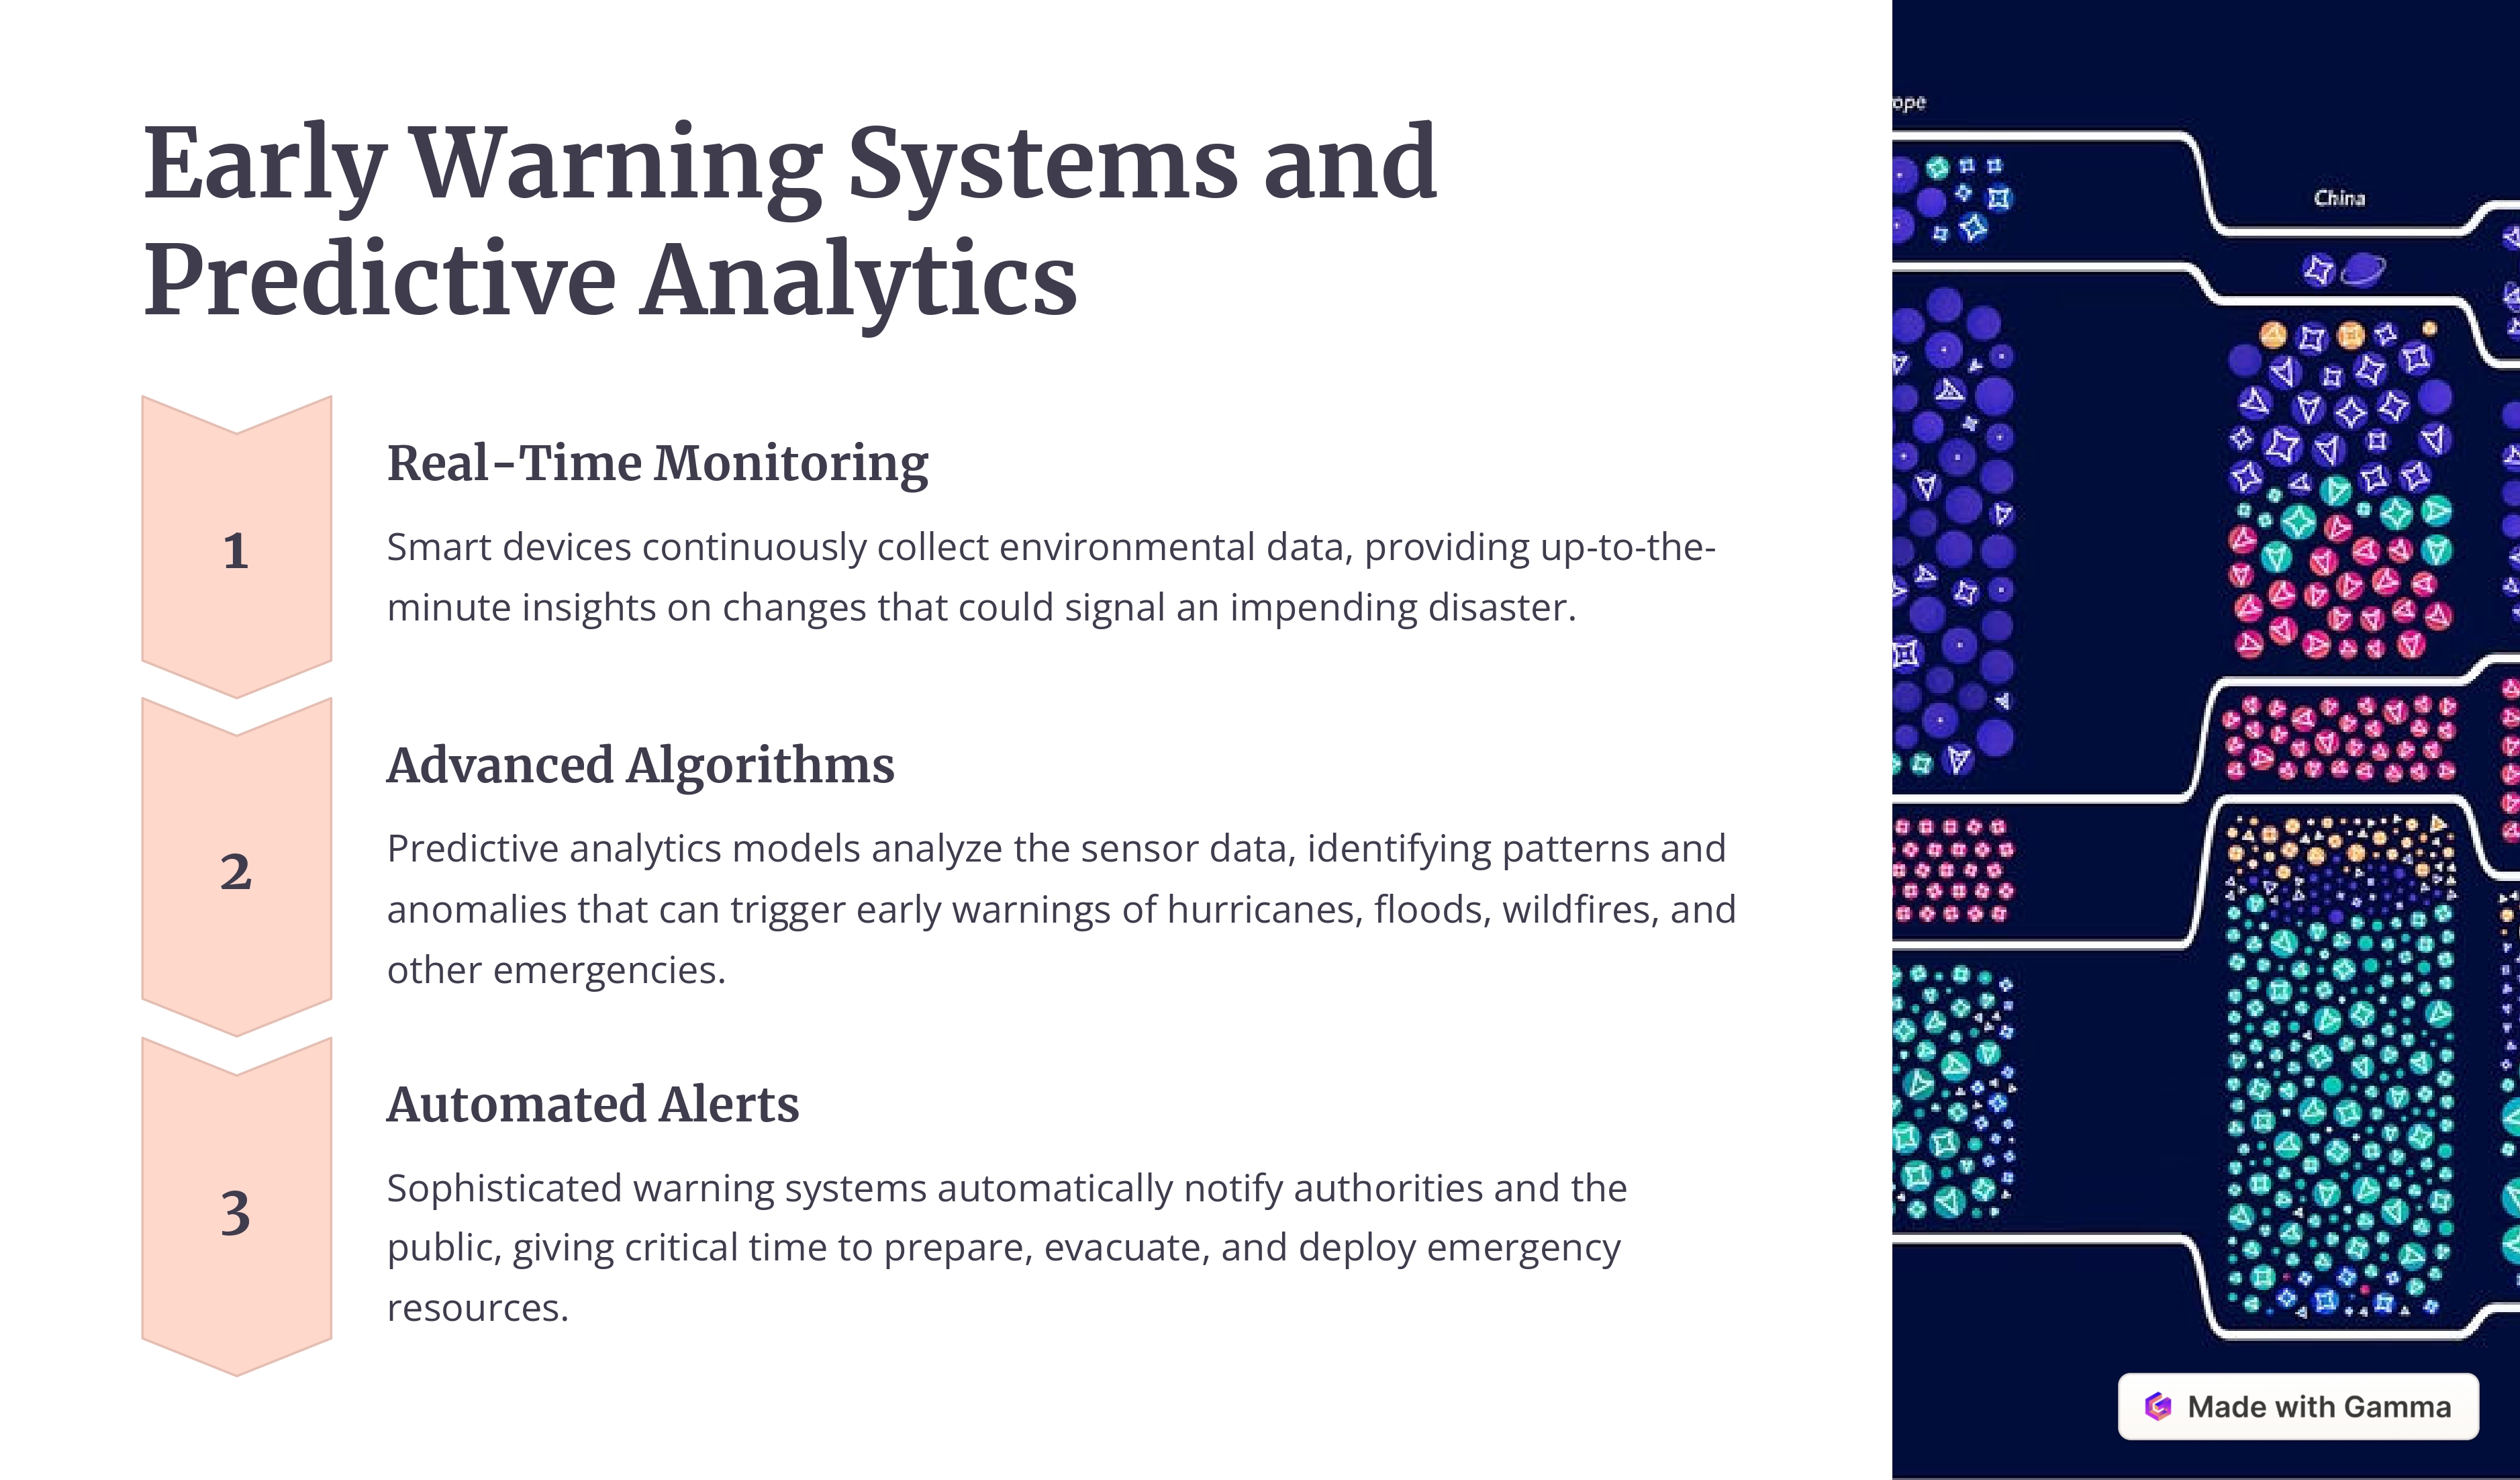 Early Warning Systems and
Predictive Analytics
1
Real-Time Monitoring
Smart devices continuously collect environmental data, providing up-to-the-
minute insights on changes that could signal an impending disaster.
2
Advanced Algorithms
Predictive analytics models analyze the sensor data, identifying patterns and
anomalies that can trigger early warnings of hurricanes, floods, wildfires, and
other emergencies.
3
Automated Alerts
Sophisticated warning systems automatically notify authorities and the
public, giving critical time to prepare, evacuate, and deploy emergency
resources.
ope
China
Made with Gamma